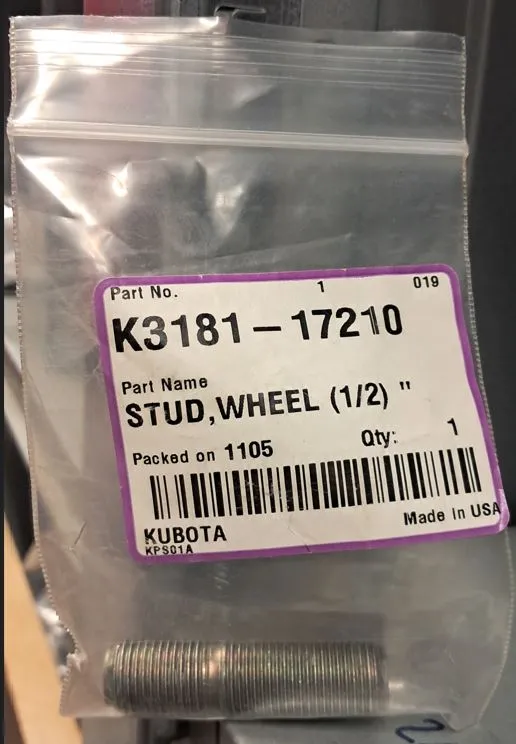 Part No. 1 019
K3181-17210
Part Name
STUD,WHEEL (1/2) "
Packed on 1105 Qty: 1
KUBOTA Made in USA
KPS01A
2